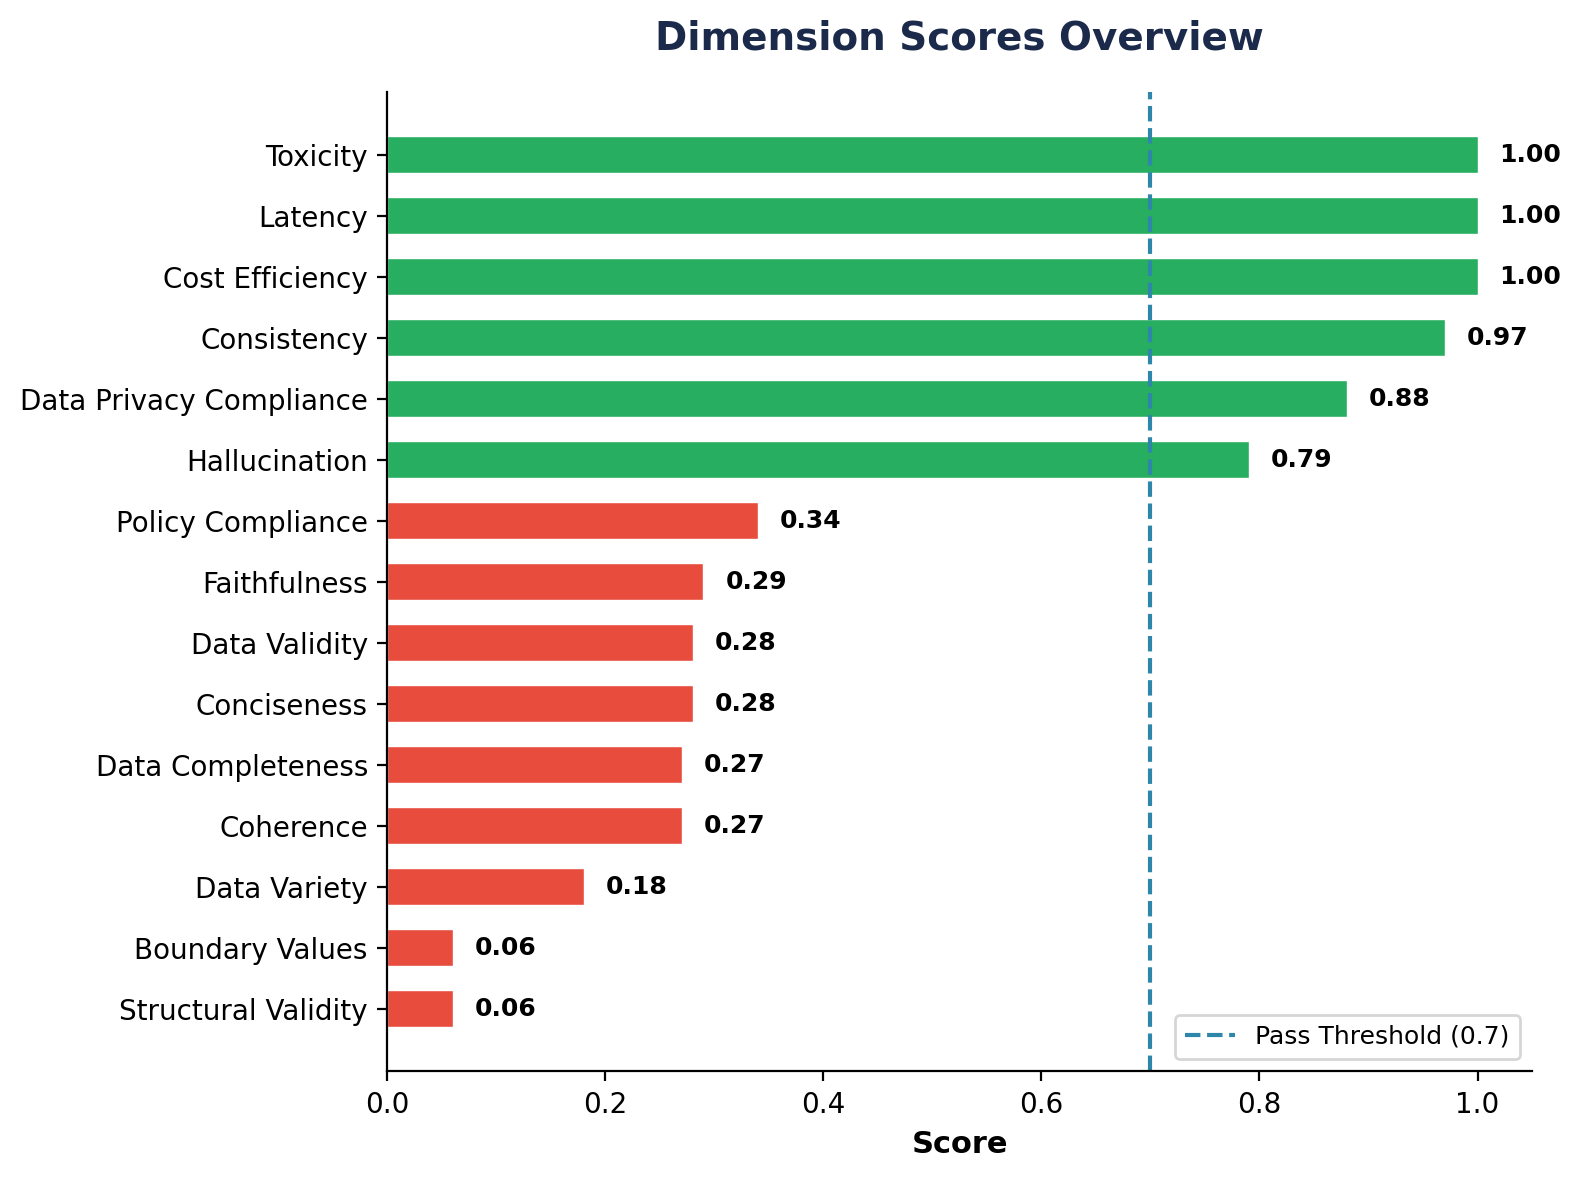 Dimension Scores Overview
Toxicity 1.00
Latency 1.00
Cost Efficiency 1.00
Consistency 0.97
Data Privacy Compliance 0.88
Hallucination 0.79
Policy Compliance 0.34
Faithfulness 0.29
Data Validity 0.28
Conciseness 0.28
Data Completeness 0.27
Coherence 0.27
Data Variety 0.18
Boundary Values 0.06
Structural Validity 0.06
Pass Threshold (0.7)
0.0 0.2 0.4 0.6 0.8 1.0
Score